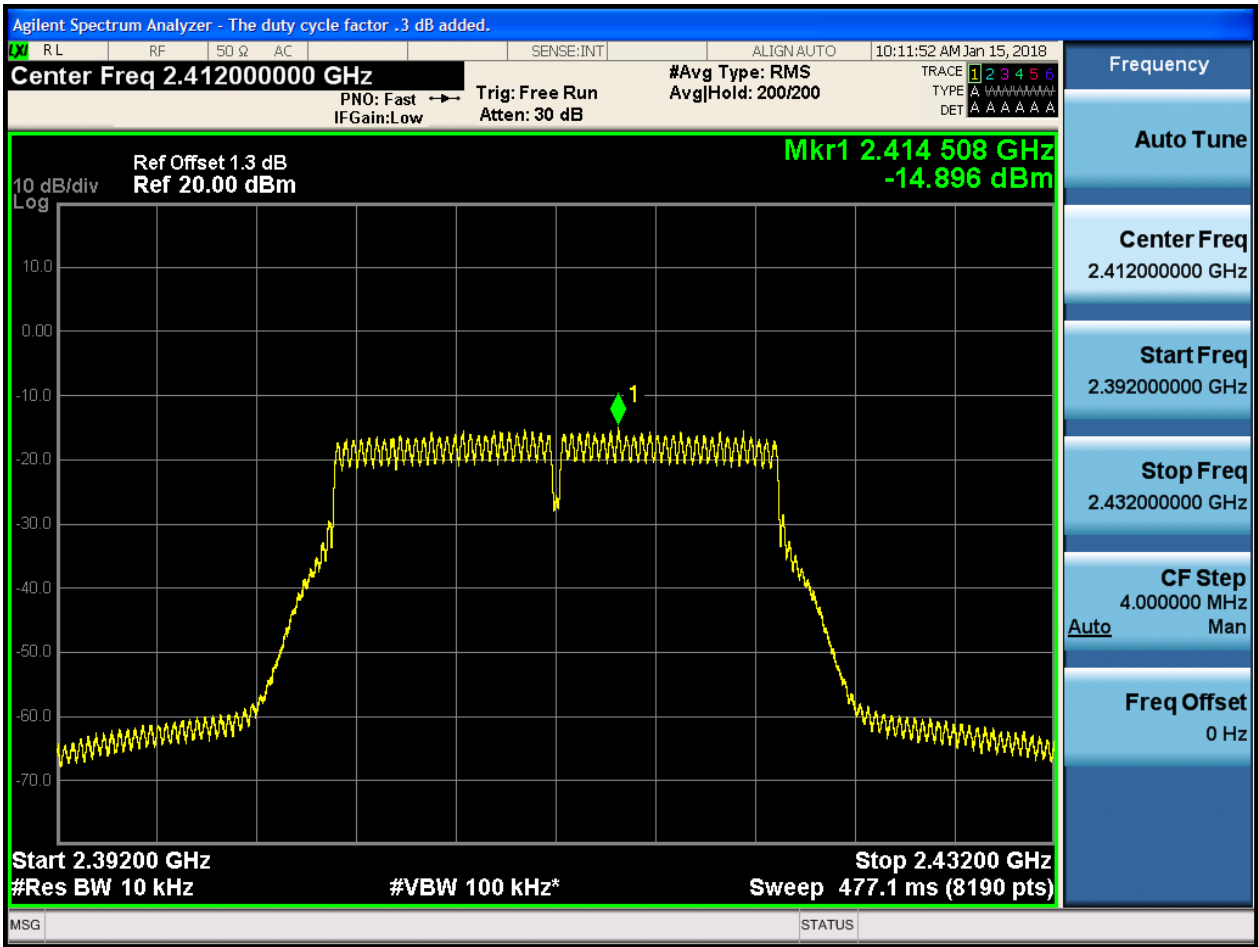 Agilent Spectrum Analyzer - The duty cycle factor .3 dB added.
LXI RL RF 50 Ω AC SENSE:INT ALIGN AUTO 10:11:52 AM Jan 15, 2018
Center Freq 2.412000000 GHz
PNO: Fast
IFGain:Low
Trig: Free Run
Atten: 30 dB
#Avg Type: RMS
Avg|Hold: 200/200
TRACE 1 2 3 4 5 6
TYPE A WWWWW
DET A A A A A A
Ref Offset 1.3 dB
10 dB/div Ref 20.00 dBm
Log
Mkr1 2.414 508 GHz
-14.896 dBm
10.0
0.00
-10.0
1
-20.0
-30.0
-40.0
-50.0
-60.0
-70.0
Start 2.39200 GHz Stop 2.43200 GHz
#Res BW 10 kHz #VBW 100 kHz* Sweep 477.1 ms (8190 pts)
MSG STATUS
Frequency
Auto Tune
Center Freq
2.412000000 GHz
Start Freq
2.392000000 GHz
Stop Freq
2.432000000 GHz
CF Step
4.000000 MHz
Auto Man
Freq Offset
0 Hz